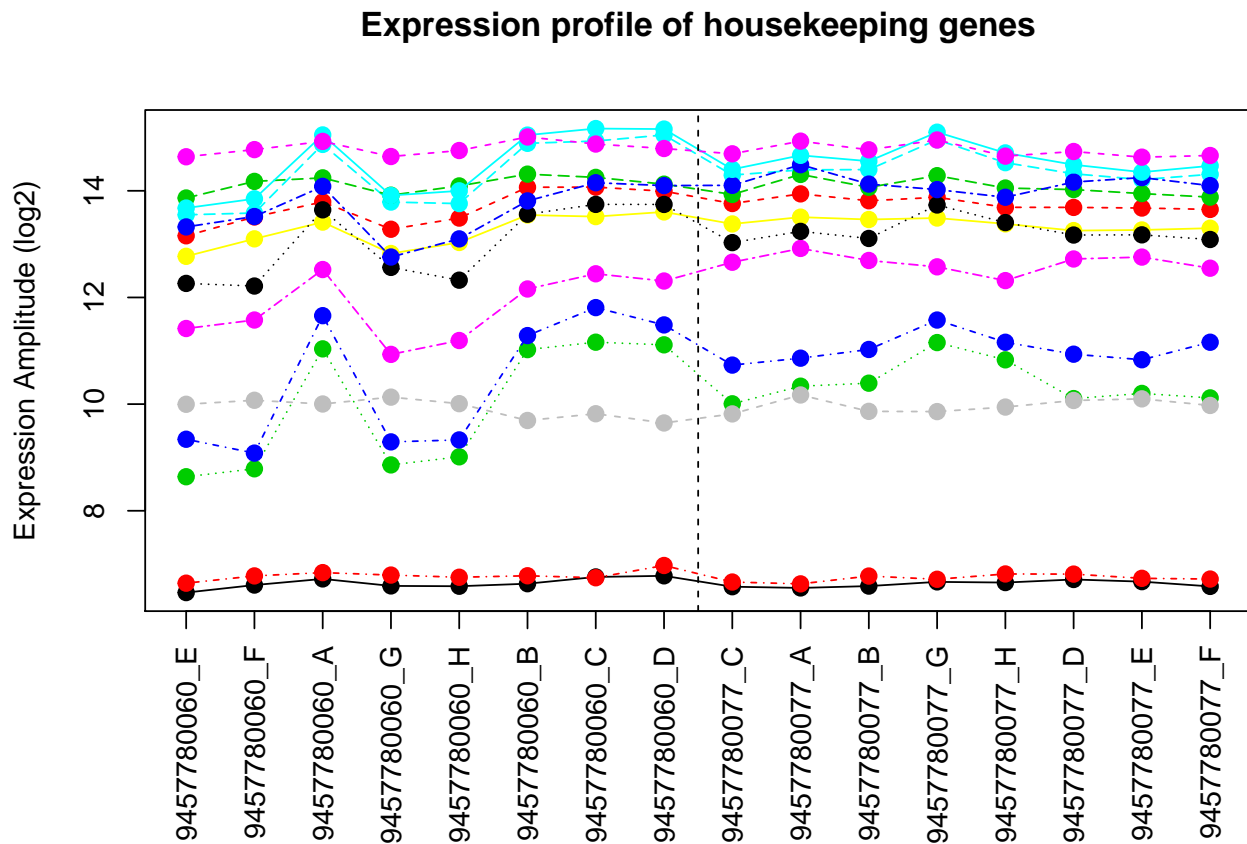 Expression profile of housekeeping genes
Expression Amplitude (log2)
14
12
10
8
9457780060_E
9457780060_F
9457780060_A
9457780060_G
9457780060_H
9457780060_B
9457780060_C
9457780060_D
9457780077_C
9457780077_A
9457780077_B
9457780077_G
9457780077_H
9457780077_D
9457780077_E
9457780077_F